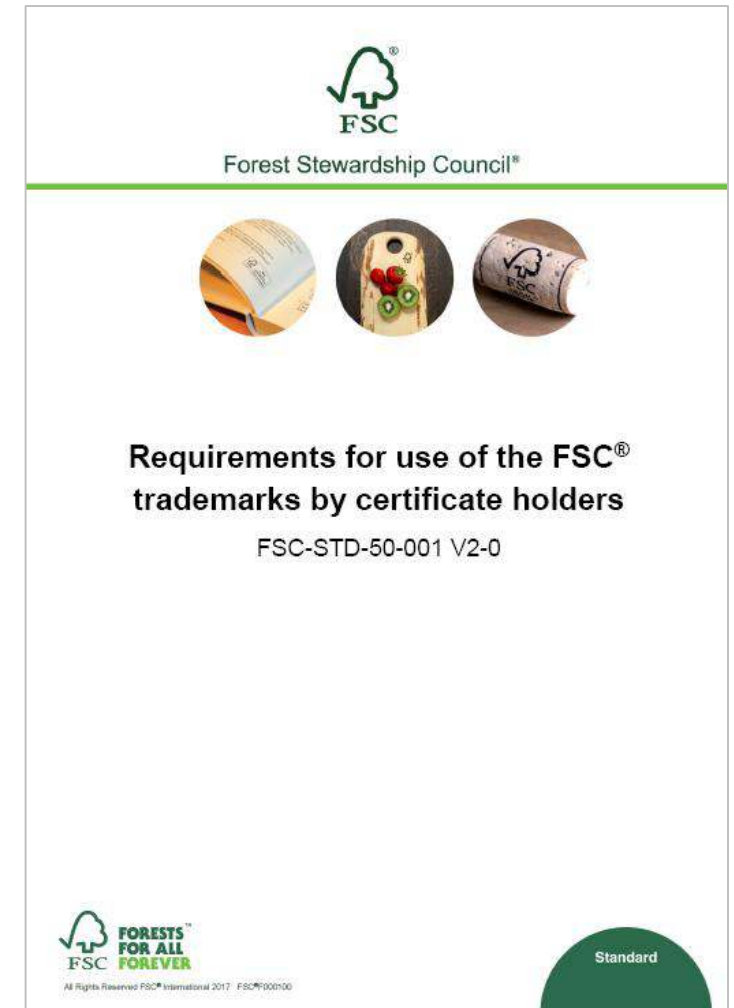 ®
FSC
Forest Stewardship Council®
FSC
Requirements for use of the FSC®
trademarks by certificate holders
FSC-STD-50-001 V2-0
FORESTS™
FOR ALL
FOREVER
FSC
All Rights Reserved FSC® International 2017 FSC®F000100
Standard